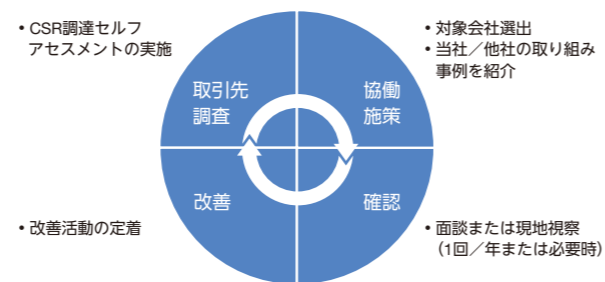 • CSR調達セルフ
アセスメントの実施
• 対象会社選出
• 当社／他社の取り組み
事例を紹介
取引先
調査
協働
施策
改善
確認
• 改善活動の定着
• 面談または現地視察
（1回／年または必要時）